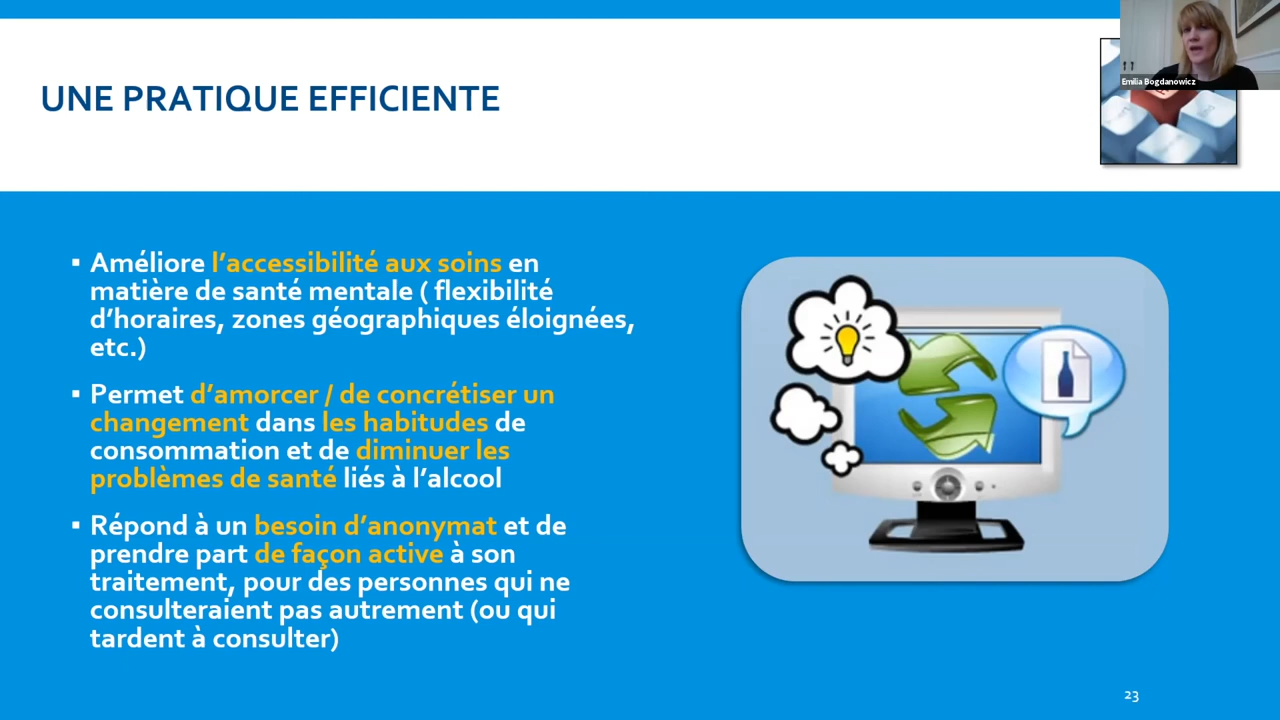 Emilia Bogdanowicz
UNE PRATIQUE EFFICIENTE
▪ Améliore l’accessibilité aux soins en
matière de santé mentale ( flexibilité
d’horaires, zones géographiques éloignées,
etc.)
▪ Permet d’amorcer / de concrétiser un
changement dans les habitudes de
consommation et de diminuer les
problèmes de santé liés à l’alcool
▪ Répond à un besoin d’anonymat et de
prendre part de façon active à son
traitement, pour des personnes qui ne
consulteraient pas autrement (ou qui
tardent à consulter)
23